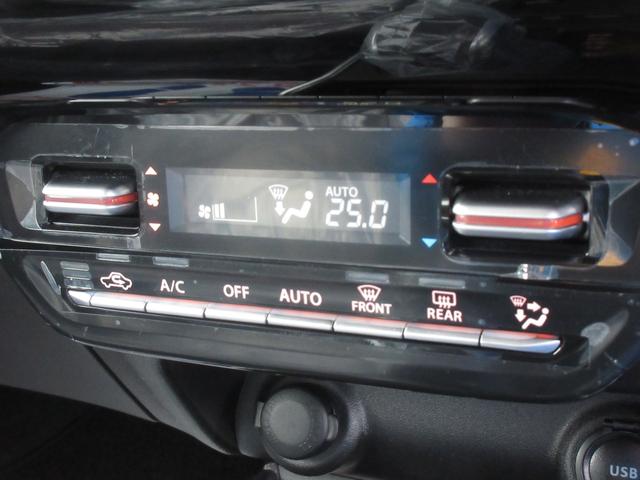 AUTO
25.0
A/C
OFF
AUTO
FRONT
REAR
USB